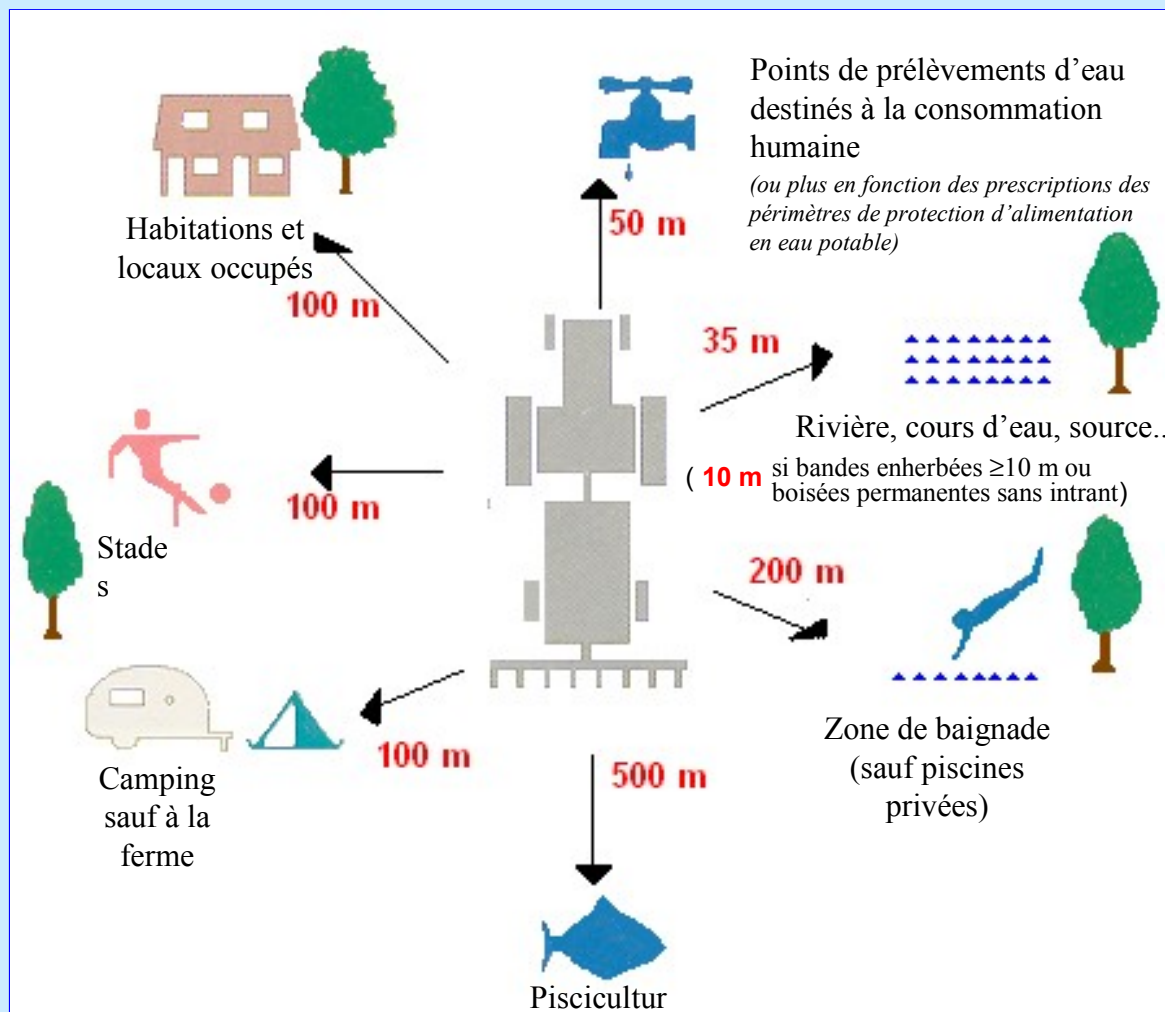 Points de prélèvements d'eau
destinés à la consommation
humaine
(ou plus en fonction des prescriptions des
périmètres de protection d'alimentation
en eau potable)
50 m
Habitations et
locaux occupés
100 m
35 m
Rivière, cours d'eau, source..
( 10 m si bandes enherbées ≥10 m ou
boisées permanentes sans intrant)
100 m
Stade
s
200 m
Zone de baignade
(sauf piscines
privées)
100 m
Camping
sauf à la
ferme
500 m
Piscicultur